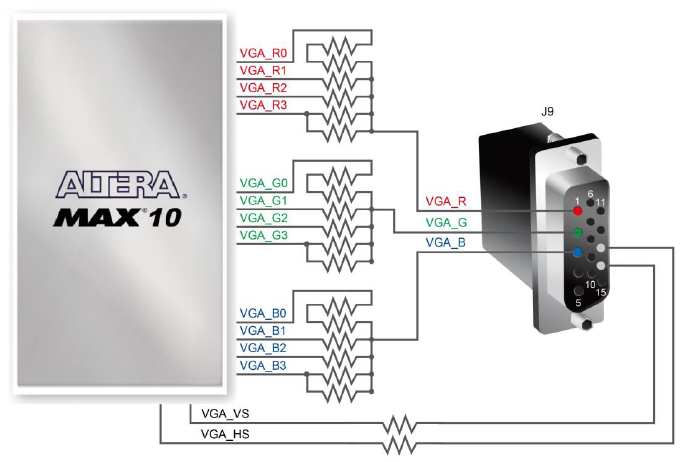 VGA_R0
VGA_R1
VGA_R2
VGA_R3
J9
ALTERA®
MAX® 10
VGA_G0
VGA_G1
VGA_G2
VGA_G3
VGA_R
VGA_G
VGA_B
6
1
11
10
15
5
VGA_B0
VGA_B1
VGA_B2
VGA_B3
VGA_VS
VGA_HS